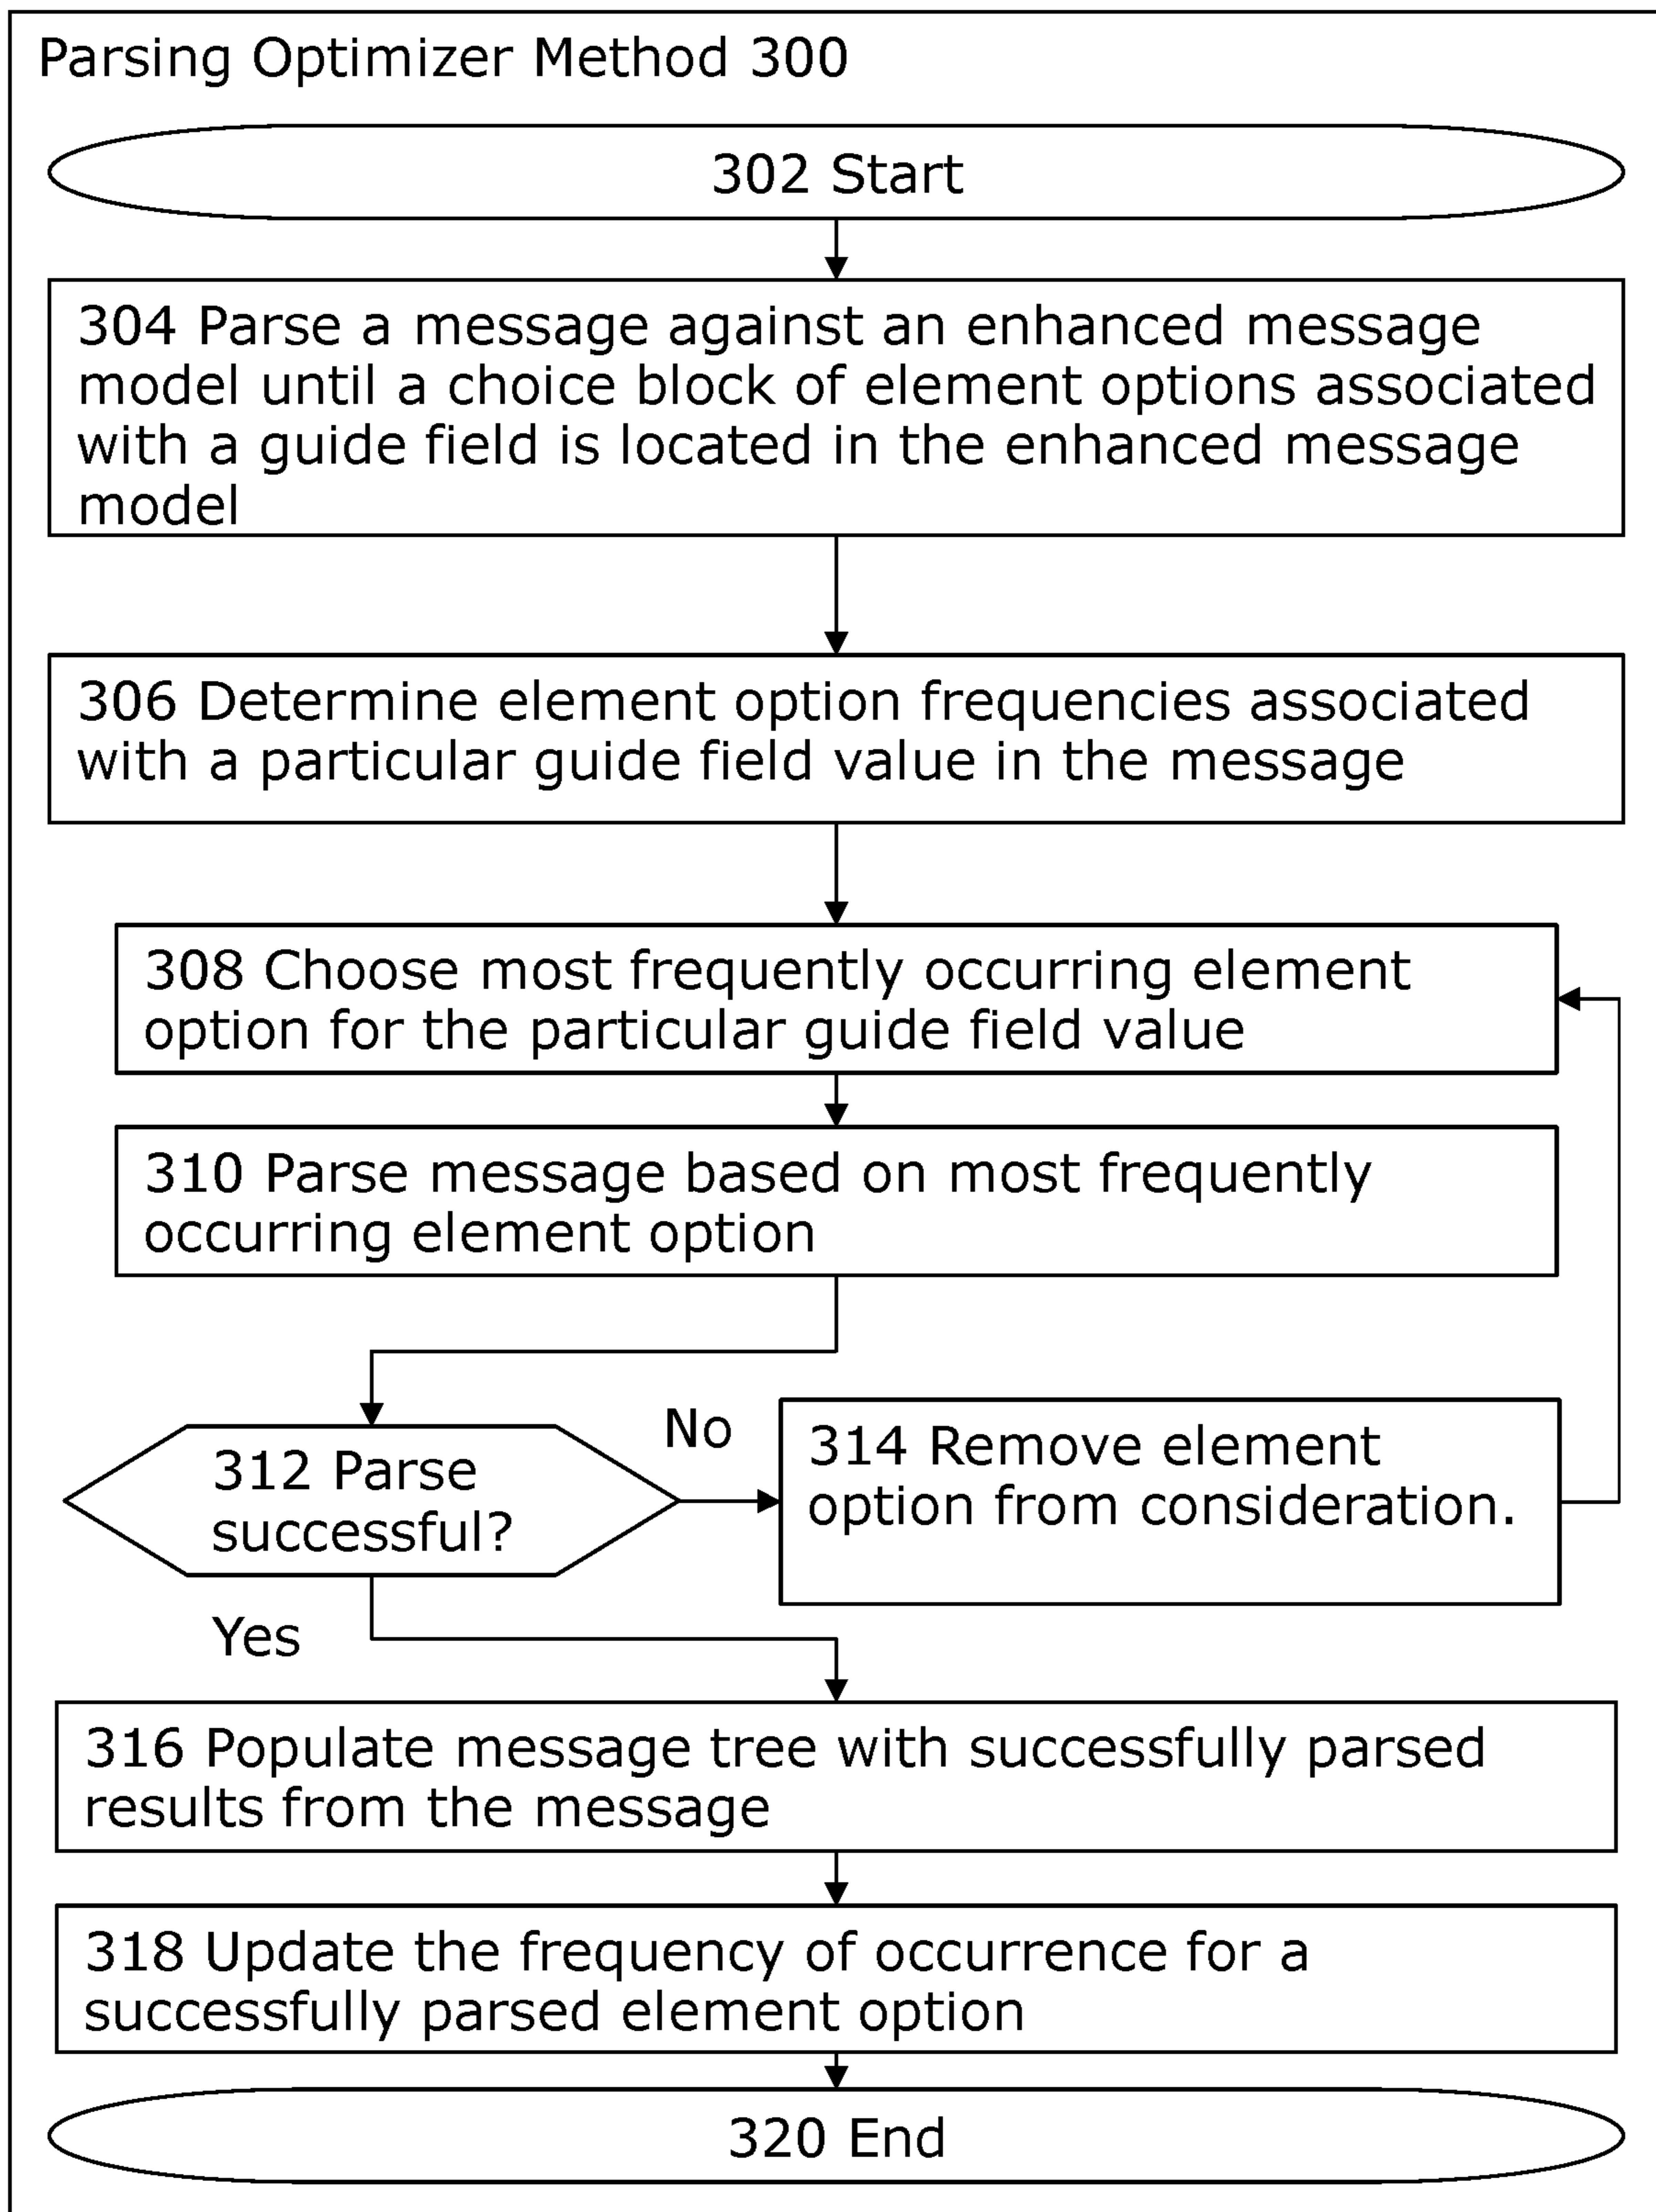 Parsing Optimizer Method 300
302 Start
304 Parse a message against an enhanced message
model until a choice block of element options associated
with a guide field is located in the enhanced message
model
306 Determine element option frequencies associated
with a particular guide field value in the message
308 Choose most frequently occurring element
option for the particular guide field value
310 Parse message based on most frequently
occurring element option
312 Parse
successful?
No
314 Remove element
option from consideration.
Yes
316 Populate message tree with successfully parsed
results from the message
318 Update the frequency of occurrence for a
successfully parsed element option
320 End